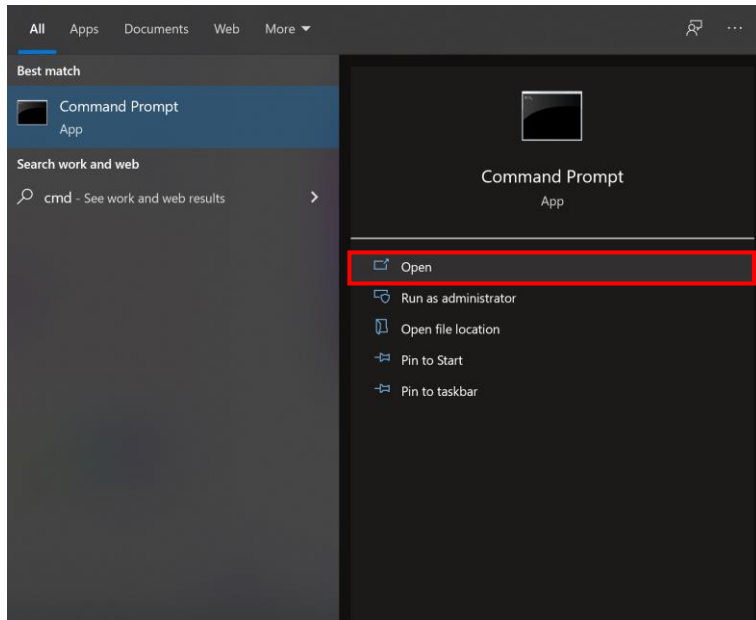 All Apps Documents Web More
Best match
Command Prompt
App
Search work and web
cmd - See work and web results
Command Prompt
App
Open
Run as administrator
Open file location
Pin to Start
Pin to taskbar